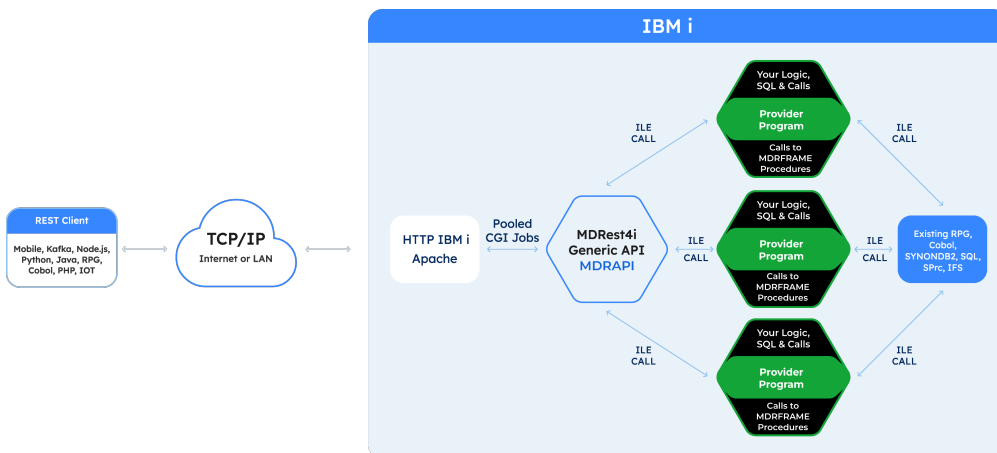 IBM i
REST Client
Mobile, Kafka, Node.js,
Python, Java, RPG,
Cobol, PHP, IOT
TCP/IP
Internet or LAN
HTTP IBM i
Apache
Pooled
CGI Jobs
MDRest4i
Generic API
MDRAPI
ILE
CALL
ILE
CALL
ILE
CALL
Your Logic,
SQL & Calls
Provider
Program
Calls to
MDRFRAME
Procedures
Your Logic,
SQL & Calls
Provider
Program
Calls to
MDRFRAME
Procedures
Your Logic,
SQL & Calls
Provider
Program
Calls to
MDRFRAME
Procedures
ILE
CALL
ILE
CALL
ILE
CALL
Existing RPG,
Cobol,
SYNONDB2, SQL,
SPrc, IFS